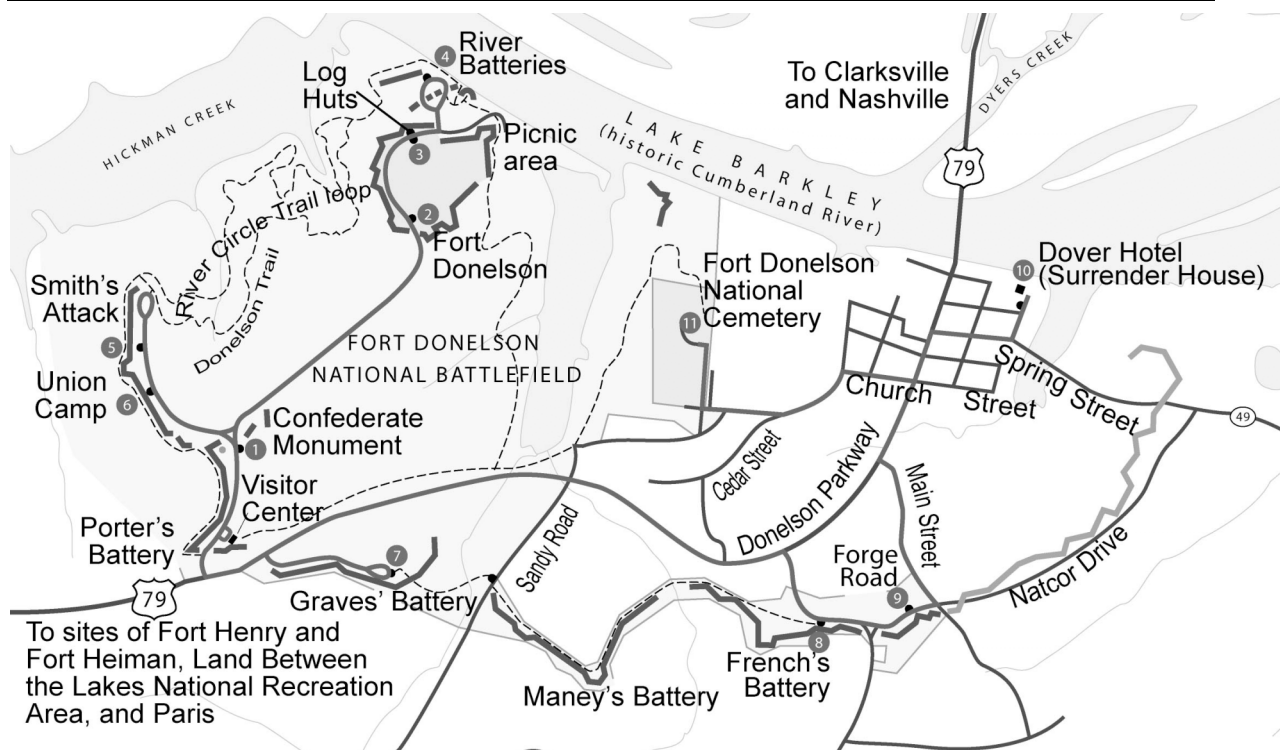 4
River
Batteries
Log
Huts
To Clarksville
and Nashville
DYERS CREEK
HICKMAN CREEK
LAKE BARKLEY
(historic Cumberland River)
Picnic
area
3
79
2
River Circle Trail loop
Fort
Donelson
Donelson Trail
Smith's
Attack
5
Union
Camp
6
Fort Donelson
National
Cemetery
11
10
Dover Hotel
(Surrender House)
FORT DONELSON
NATIONAL BATTLEFIELD
Church Street
Spring Street
49
Confederate
Monument
1
Cedar Street
Donelson Parkway
Main Street
Visitor
Center
Porter's
Battery
Sandy Road
7
Graves' Battery
Forge
Road
9
Natcor Drive
79
8
French's
Battery
Maney's Battery
To sites of Fort Henry and
Fort Heiman, Land Between
the Lakes National Recreation
Area, and Paris